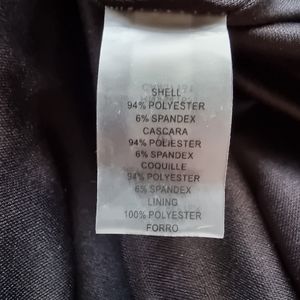 SHELL
94% POLYESTER
6% SPANDEX
CASCARA
94% POLIESTER
6% SPANDEX
COQUILLE
94% POLYESTER
6% SPANDEX
LINING
100% POLYESTER
FORRO